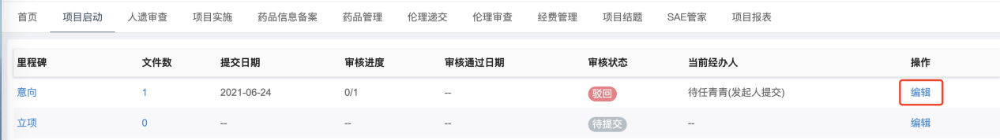 首页 项目启动 人遗审查 项目实施 药品信息备案 药品管理 伦理递交 伦理审查 经费管理 项目结题 SAE管家 项目报表
里程碑 文件数 提交日期 审核进度 审核通过日期 审核状态 当前经办人 操作
意向 1 2021-06-24 0/1 -- 驳回 待任青青(发起人提交) 编辑
立项 0 -- -- -- 待提交 -- 编辑